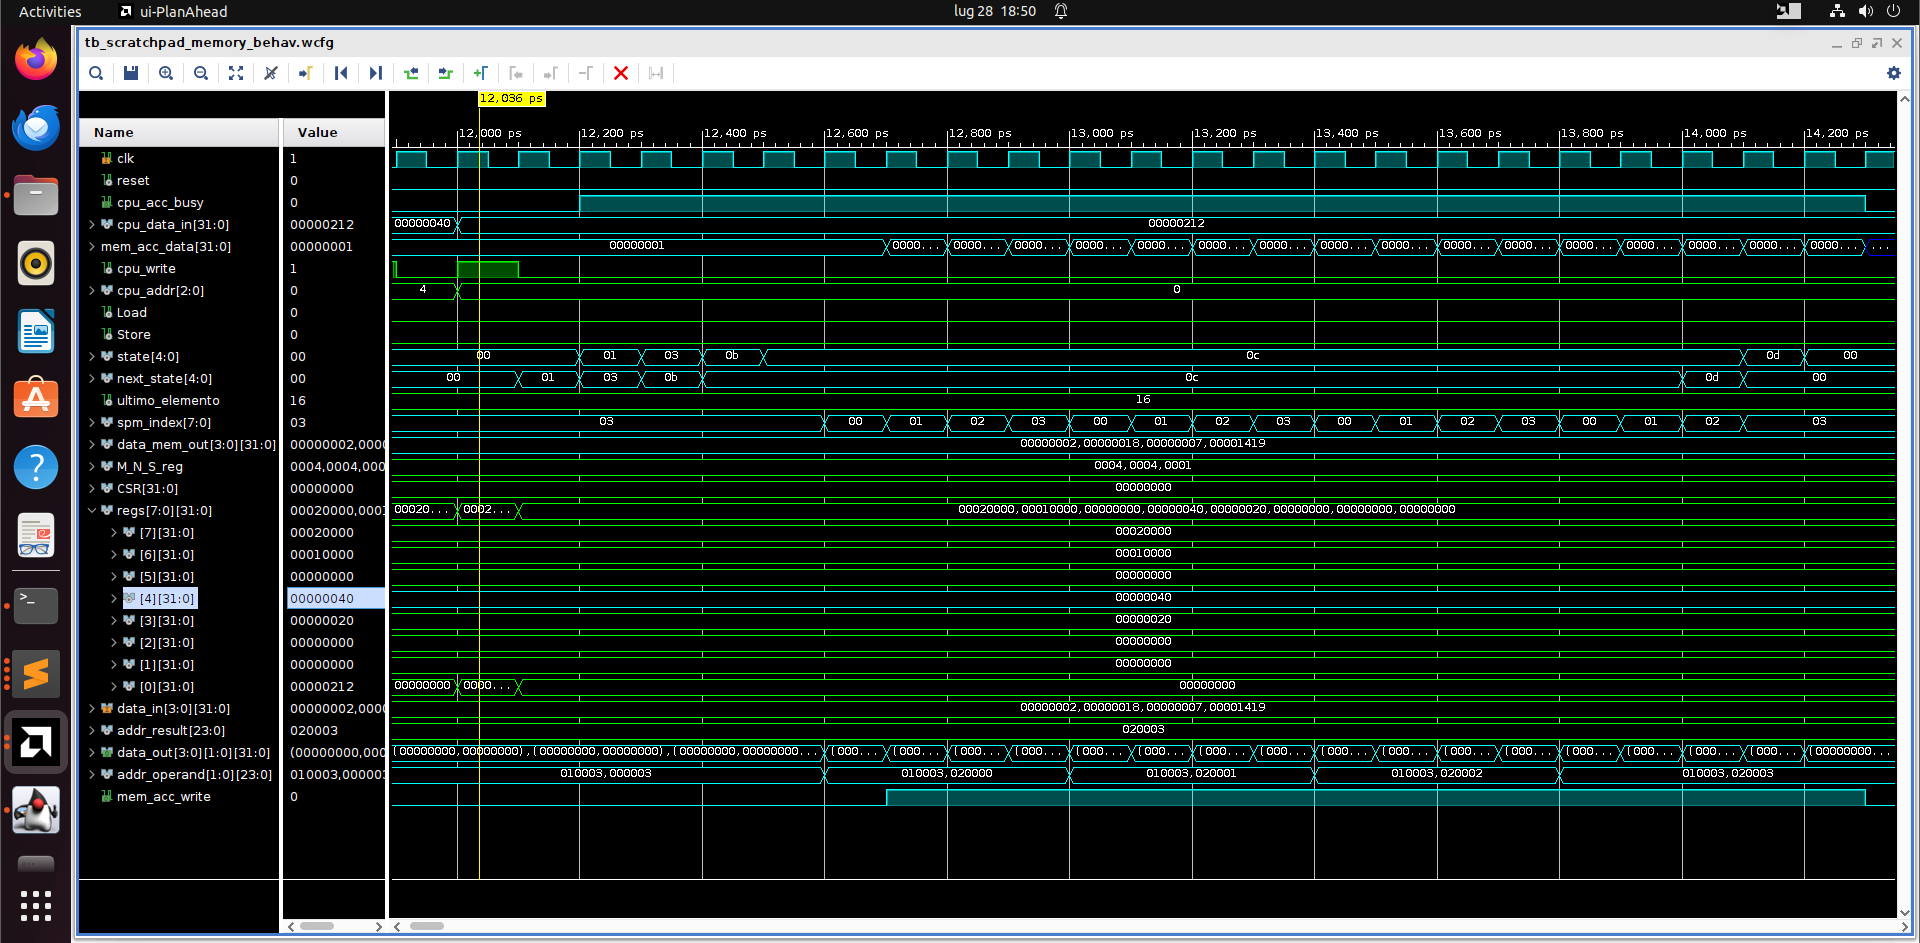 Activities ui-PlanAhead lug 28 18:50
tb_scratchpad_memory_behav.wcfg
12,036 ps
Name Value 12,000 ps 12,200 ps 12,400 ps 12,600 ps 12,800 ps 13,000 ps 13,200 ps 13,400 ps 13,600 ps 13,800 ps 14,000 ps 14,200 ps
clk 1
reset 0
cpu_acc_busy 0
cpu_data_in[31:0] 00000212 00000040 00000212
mem_acc_data[31:0] 00000001 00000001 0000... 0000... 0000... 0000... 0000... 0000... 0000... 0000... 0000... 0000... 0000... 0000... 0000... 0000... 0000... 0000... ...
cpu_write 1
cpu_addr[2:0] 0 4 0
Load 0
Store 0
state[4:0] 00 00 01 03 0b 0c 0d 00
next_state[4:0] 00 00 01 03 0b 0c 0d 00
ultimo_elemento 16 16
spm_index[7:0] 03 03 00 01 02 03 00 01 02 03 00 01 02 03 00 01 02 03
data_mem_out[3:0][31:0] 00000002,0000 00000002,00000018,00000007,00001419
M_N_S_reg 0004,0004,000 0004,0004,0001
CSR[31:0] 00000000 00000000
regs[7:0][31:0] 00020000,0001 00020... 0002... 00020000,00010000,00000000,00000040,00000020,00000000,00000000,00000000
[7][31:0] 00020000 00020000
[6][31:0] 00010000 00010000
[5][31:0] 00000000 00000000
[4][31:0] 00000040 00000040
[3][31:0] 00000020 00000020
[2][31:0] 00000000 00000000
[1][31:0] 00000000 00000000
[0][31:0] 00000212 00000000 0000... 00000000
data_in[3:0][31:0] 00000002,0000 00000002,00000018,00000007,00001419
addr_result[23:0] 020003 020003
data_out[3:0][1:0][31:0] (00000000,000 (00000000,00000000),(00000000,00000000),(00000000,00000000... (000... (000... (000... (000... (000... (000... (000... (000... (000... (000... (000... (000... (000... (000... (000... (000... (00000000...
addr_operand[1:0][23:0] 010003,000003 010003,000003 010003,020000 010003,020001 010003,020002 010003,020003
mem_acc_write 0